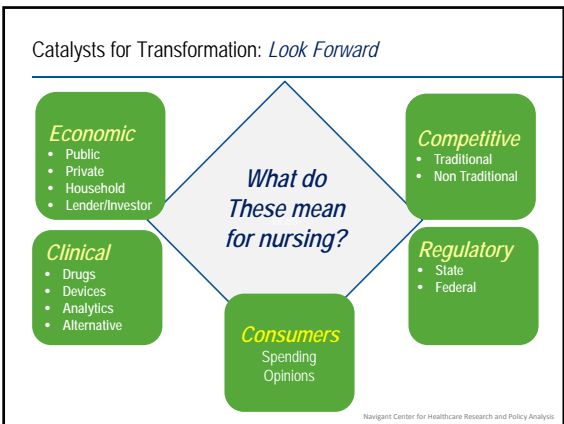 Catalysts for Transformation: Look Forward
Economic
• Public
• Private
• Household
• Lender/Investor
Clinical
• Drugs
• Devices
• Analytics
• Alternative
What do
These mean
for nursing?
Consumers
Spending
Opinions
Competitive
• Traditional
• Non Traditional
Regulatory
• State
• Federal
Navigant Center for Healthcare Research and Policy Analysis